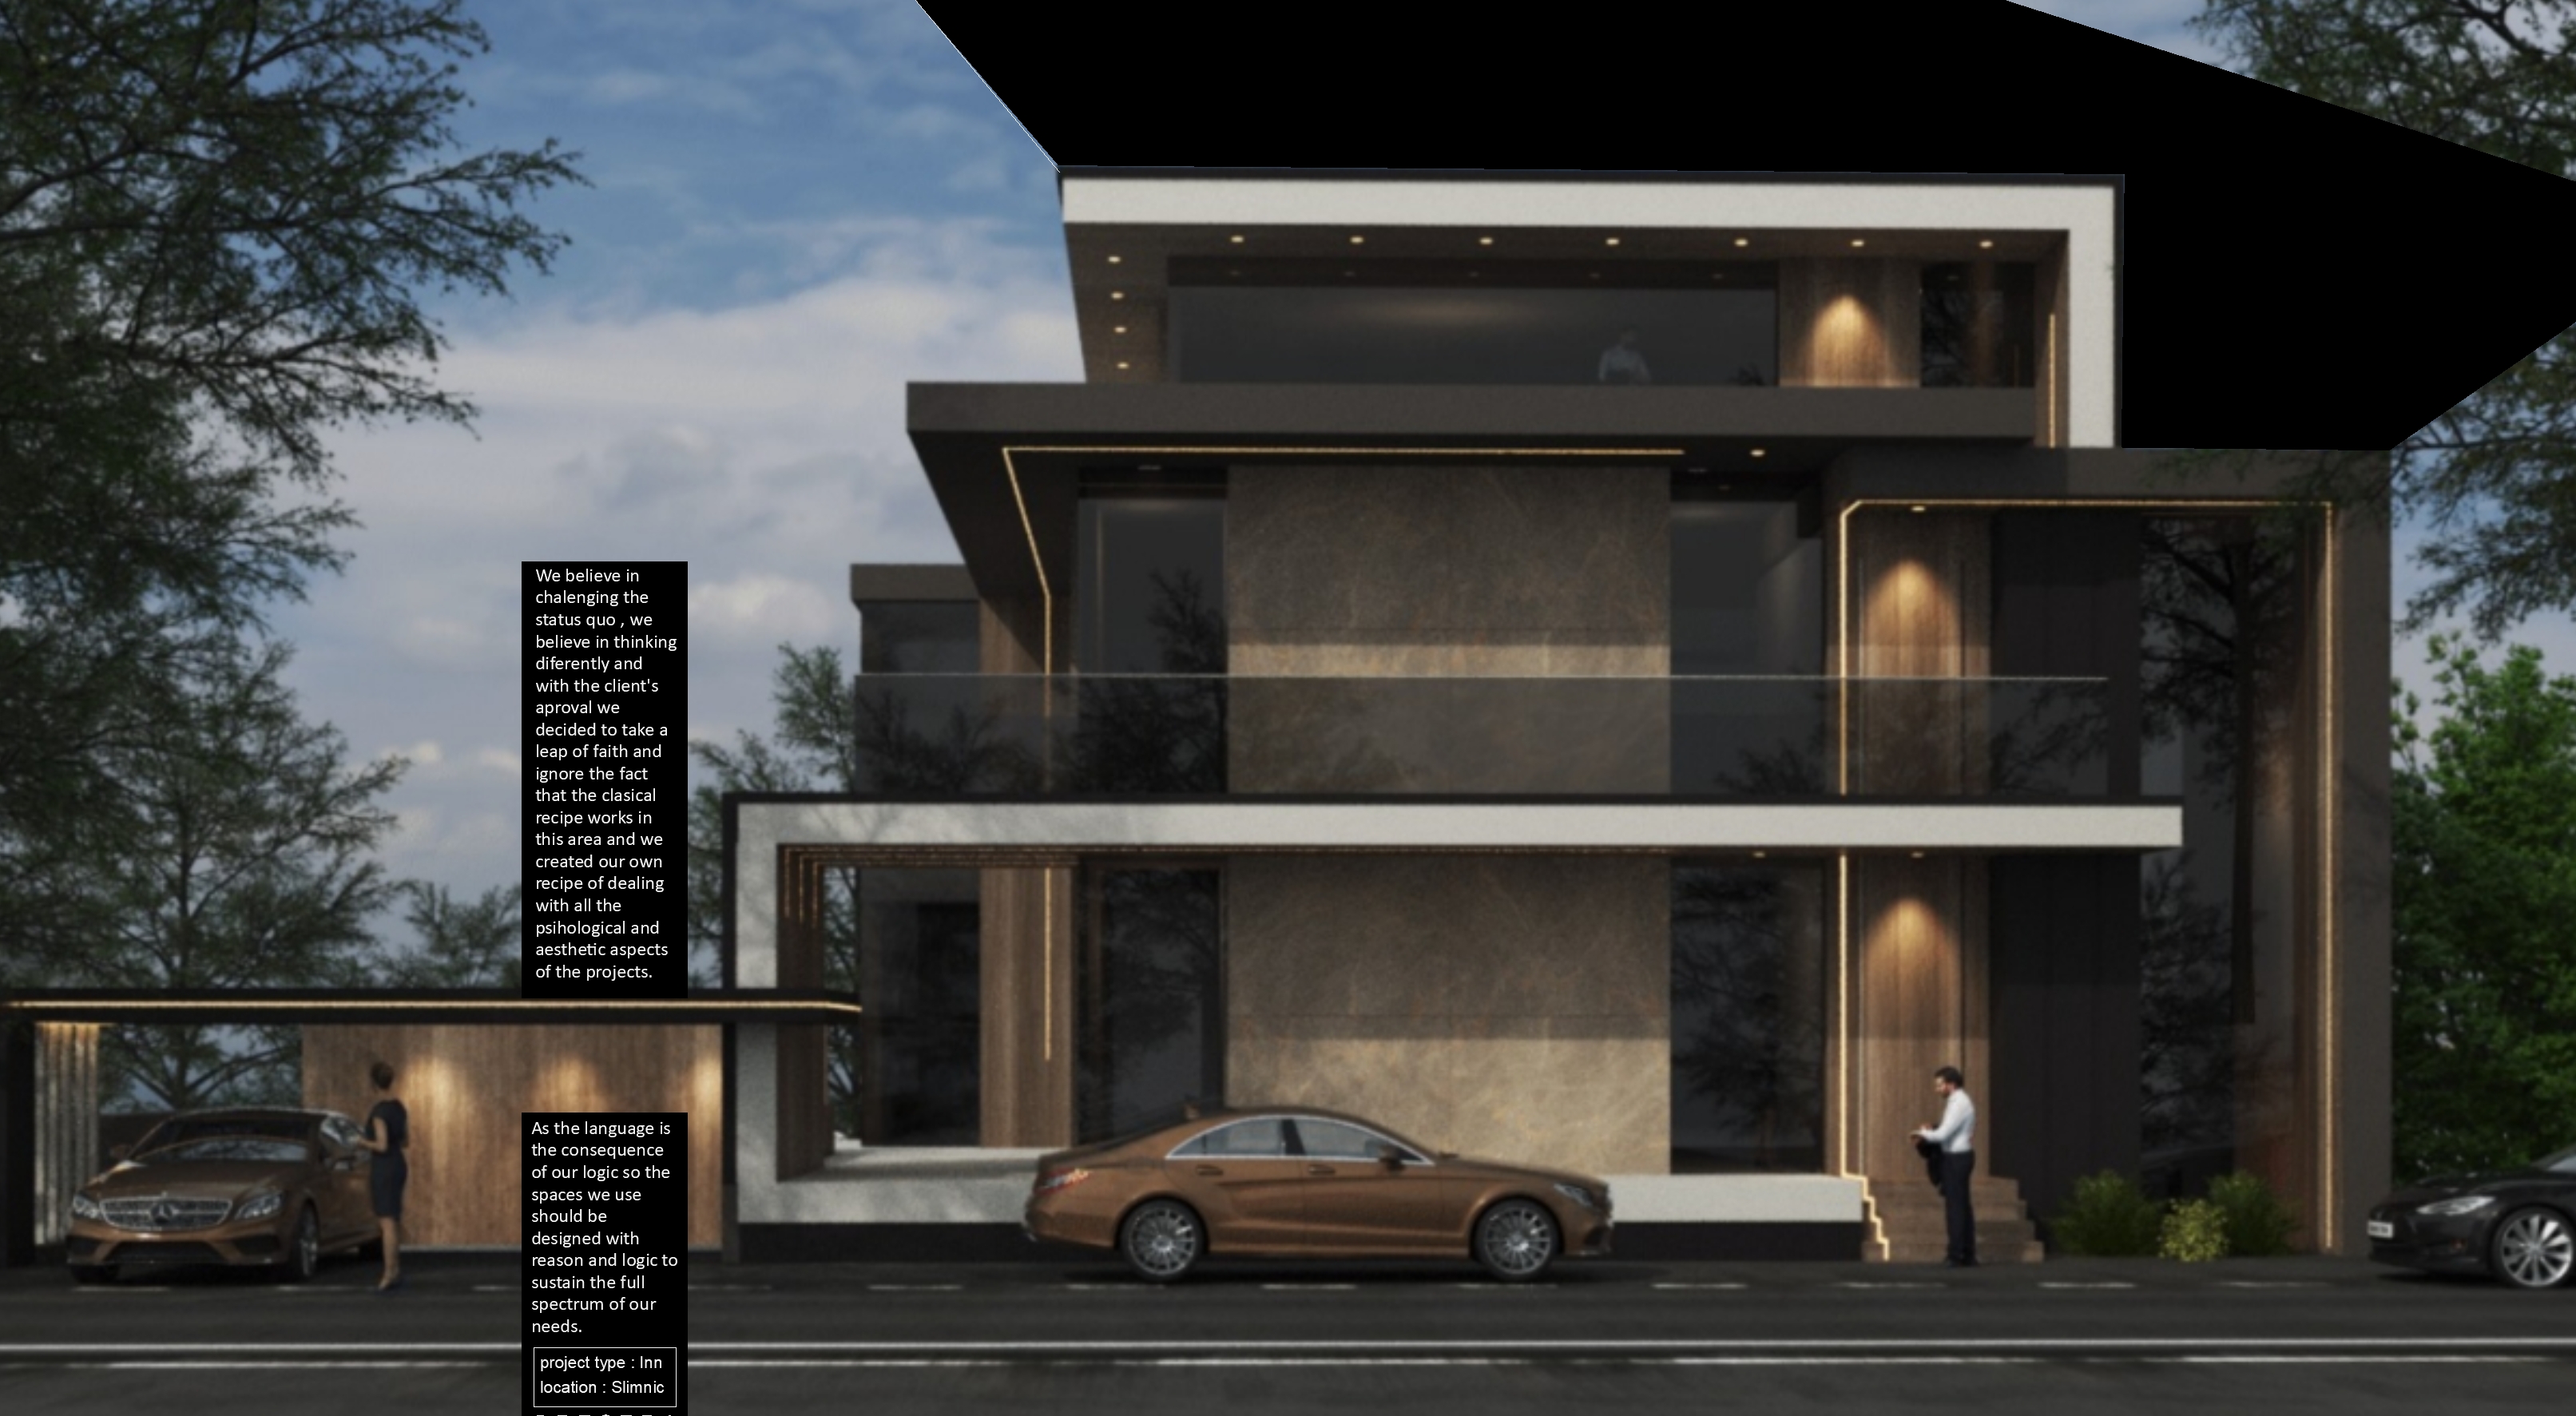 We believe in
chalenging the
status quo , we
believe in thinking
diferently and
with the client's
aproval we
decided to take a
leap of faith and
ignore the fact
that the clasical
recipe works in
this area and we
created our own
recipe of dealing
with all the
psihological and
aesthetic aspects
of the projects.
As the language is
the consequence
of our logic so the
spaces we use
should be
designed with
reason and logic to
sustain the full
spectrum of our
needs.
project type : Inn
location : Slimnic